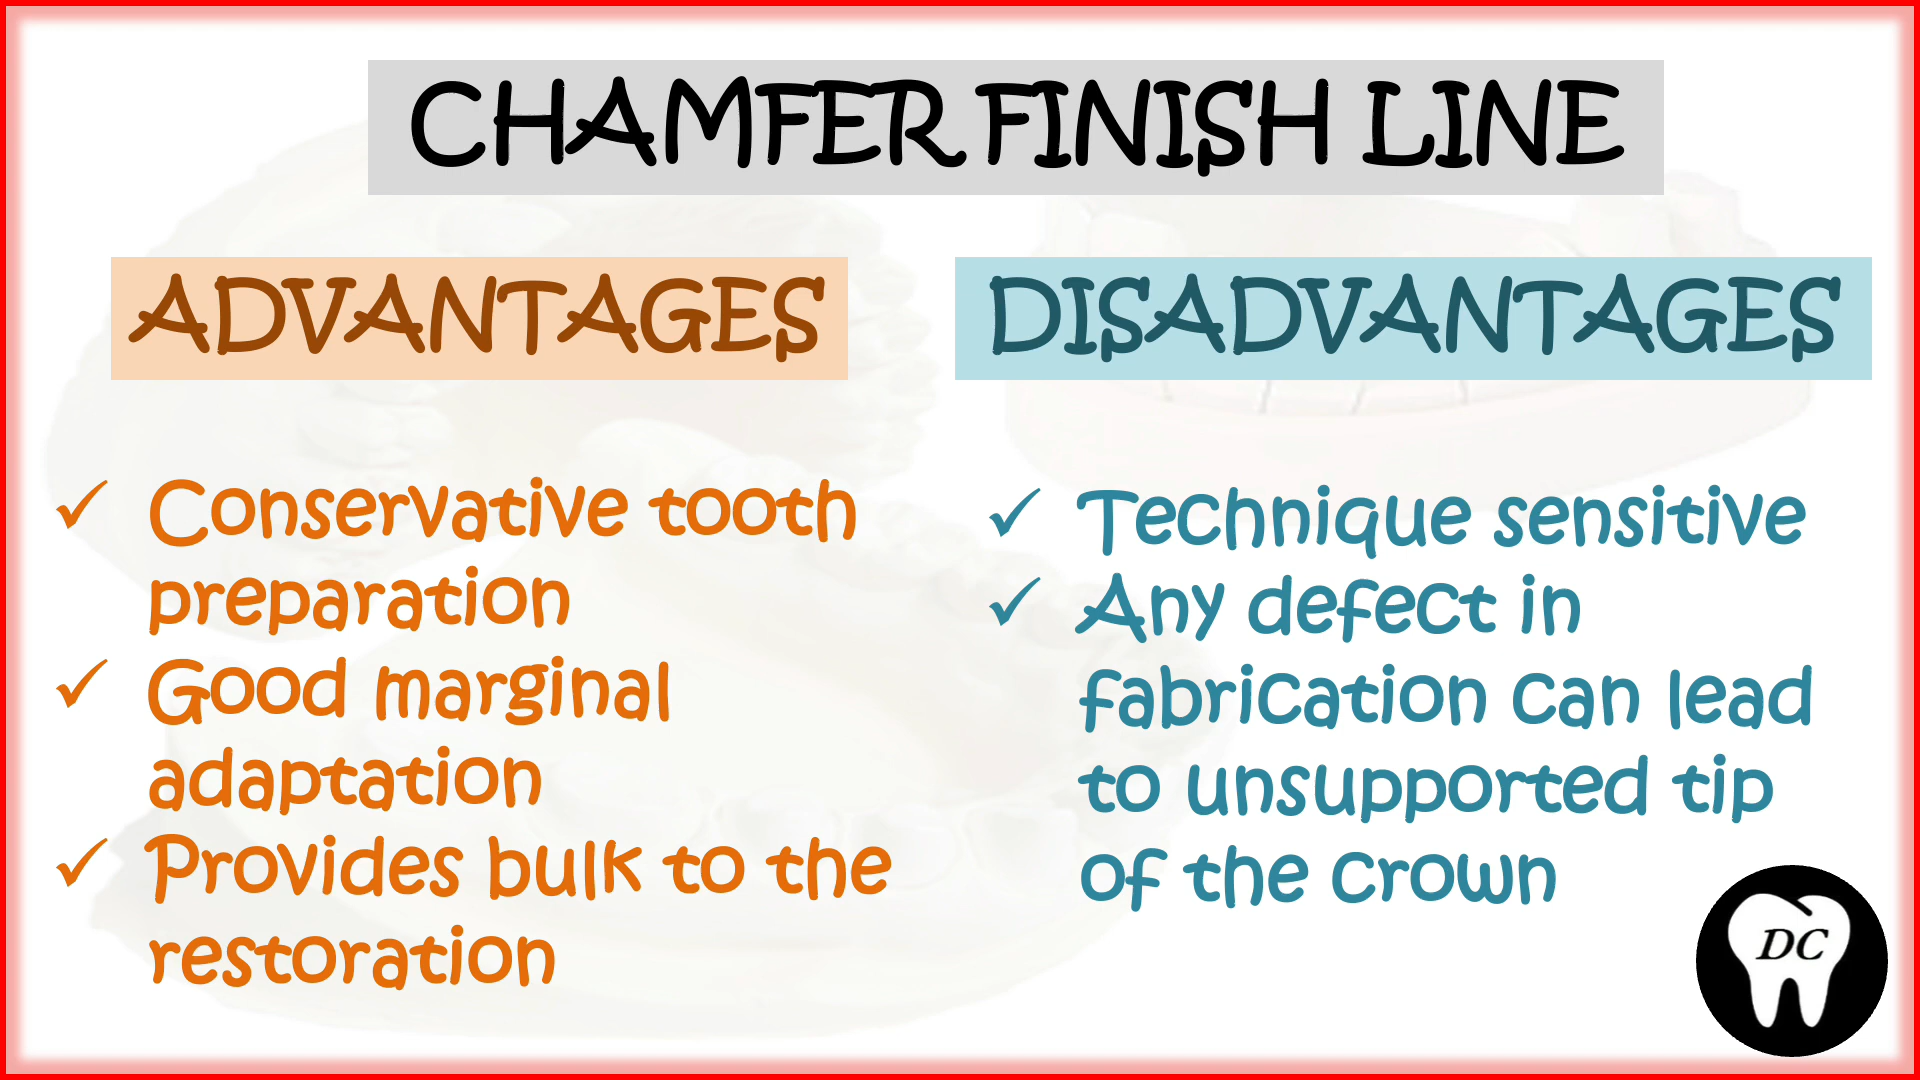 CHAMFER FINISH LINE
ADVANTAGES
✓ Conservative tooth
preparation
✓ Good marginal
adaptation
✓ Provides bulk to the
restoration
DISADVANTAGES
✓ Technique sensitive
✓ Any defect in
fabrication can lead
to unsupported tip
of the crown
DC